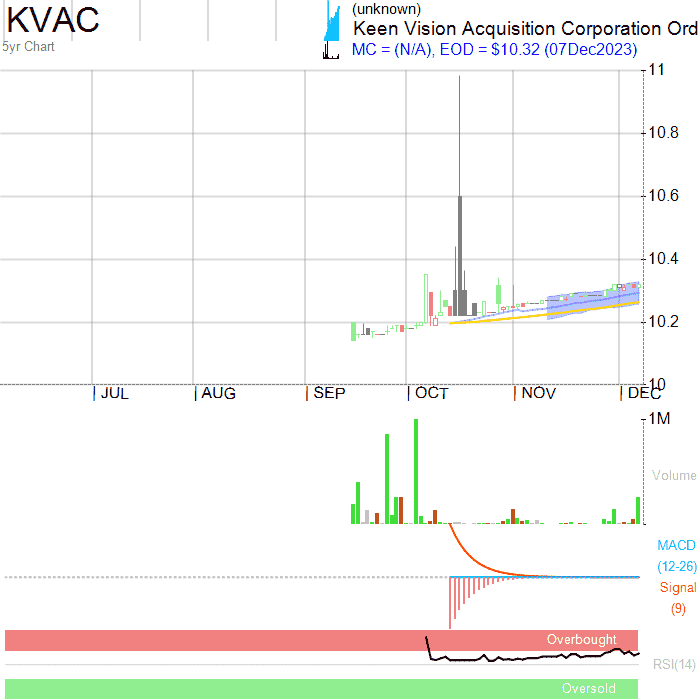 KVAC
5yr Chart
(unknown)
Keen Vision Acquisition Corporation Ord
MC = (N/A), EOD = $10.32 (07Dec2023)
11
10.8
10.6
10.4
10.2
10
JUL
AUG
SEP
OCT
NOV
DEC
1M
Volume
MACD
(12-26)
Signal
(9)
Overbought
RSI(14)
Oversold